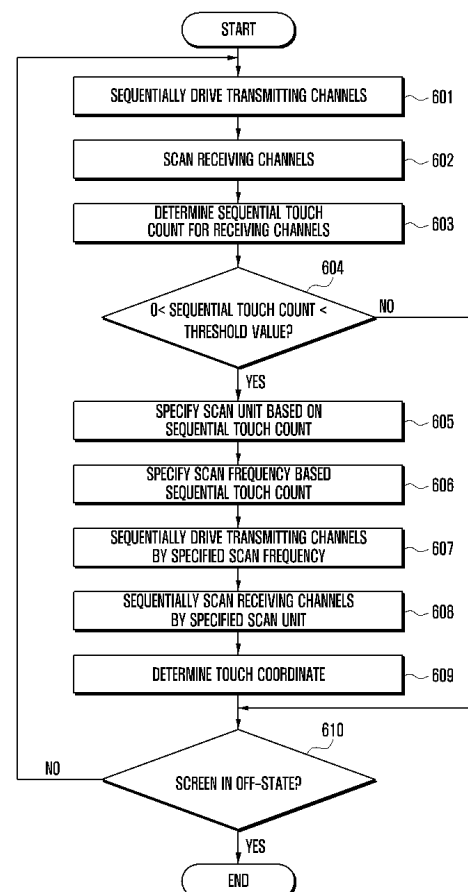 START
SEQUENTIALLY DRIVE TRANSMITTING CHANNELS
601
SCAN RECEIVING CHANNELS
602
DETERMINE SEQUENTIAL TOUCH
COUNT FOR RECEIVING CHANNELS
603
604
0< SEQUENTIAL TOUCH COUNT <
THRESHOLD VALUE?
NO
YES
SPECIFY SCAN UNIT BASED ON
SEQUENTIAL TOUCH COUNT
605
SPECIFY SCAN FREQUENCY BASED
SEQUENTIAL TOUCH COUNT
606
SEQUENTIALLY DRIVE TRANSMITTING CHANNELS
BY SPECIFIED SCAN FREQUENCY
607
SEQUENTIALLY SCAN RECEIVING CHANNELS
BY SPECIFIED SCAN UNIT
608
DETERMINE TOUCH COORDINATE
609
610
NO
SCREEN IN OFF-STATE?
YES
END